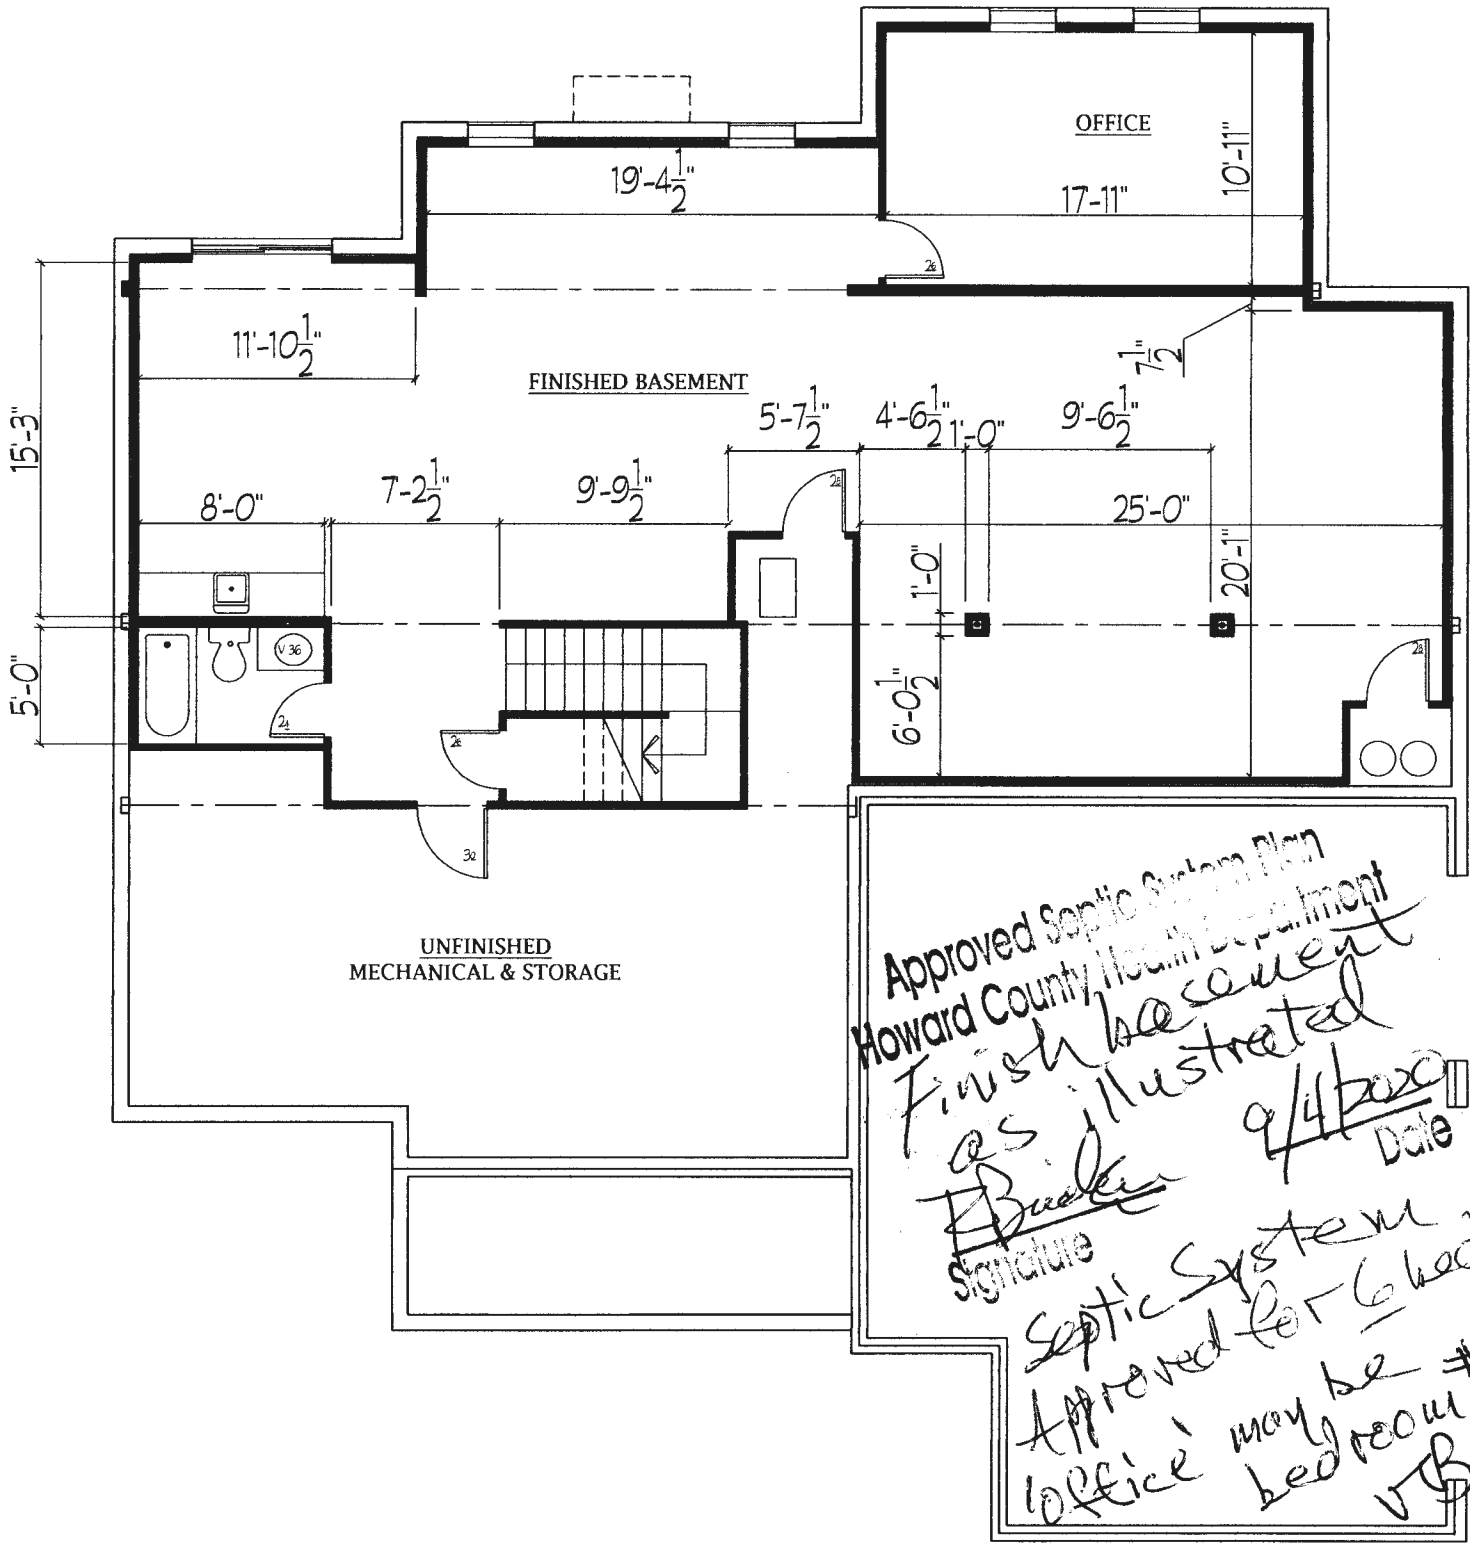 OFFICE
10'-11"
19'-4 1/2"
17'-11"
11'-10 1/2"
7 1/2"
FINISHED BASEMENT
15'-3"
5'-7 1/2"
4'-6 1/2"
1'-0"
9'-6 1/2"
8'-0"
7'-2 1/2"
9'-9 1/2"
25'-0"
1'-0"
20'-1"
V 36
5'-0"
6'-0 1/2"
UNFINISHED
MECHANICAL & STORAGE
Approved Septic System Plan
Howard County Health Department
Finish basement
as illustrated
9/4/2020
Date
Signature
Septic System
Approved for 6
office may be
bedroom